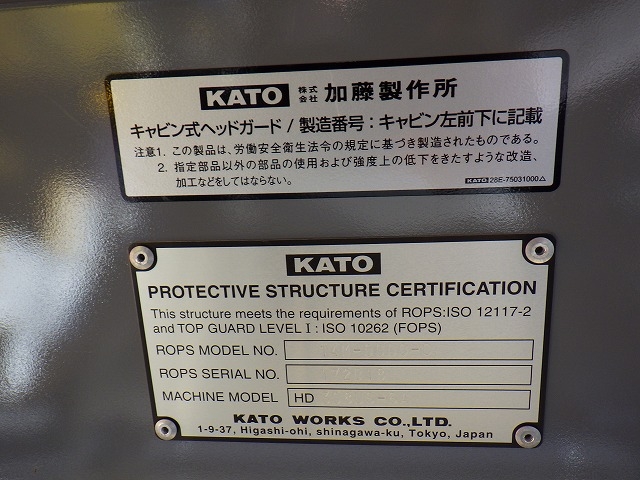 KATO 株式会社 加藤製作所
キャビン式ヘッドガード / 製造番号：キャビン左前下に記載
注意1. この製品は、労働安全衛生法令の規定に基づき製造されたものである。
2. 指定部品以外の部品の使用および強度上の低下をきたすような改造、
加工などをしてはならない。
KATO 28E-75031000△
KATO
PROTECTIVE STRUCTURE CERTIFICATION
This structure meets the requirements of ROPS:ISO 12117-2
and TOP GUARD LEVEL I : ISO 10262 (FOPS)
ROPS MODEL NO.
ROPS SERIAL NO.
MACHINE MODEL HD
KATO WORKS CO.,LTD.
1-9-37, Higashi-ohi, shinagawa-ku, Tokyo, Japan